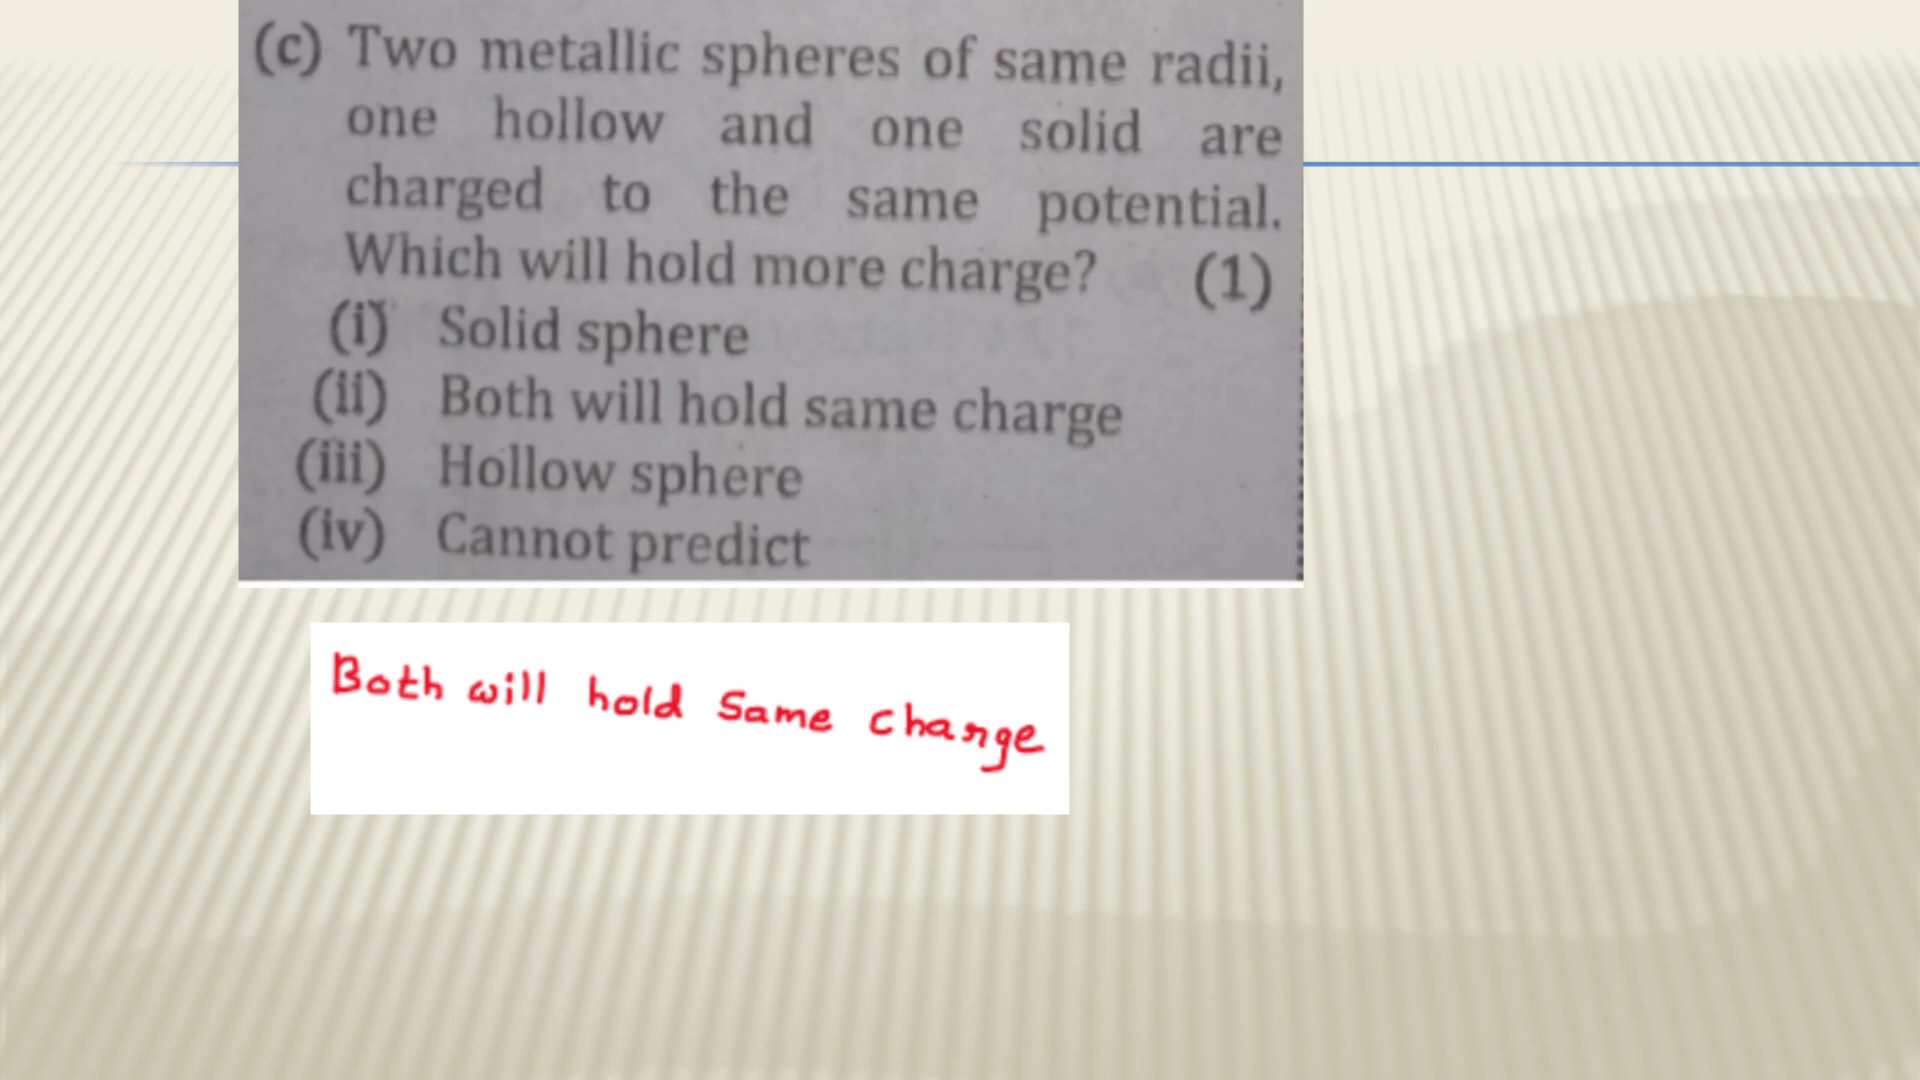 (c) Two metallic spheres of same radii,
one hollow and one solid are
charged to the same potential.
Which will hold more charge? (1)
(i) Solid sphere
(ii) Both will hold same charge
(iii) Hollow sphere
(iv) Cannot predict
Both will hold Same charge